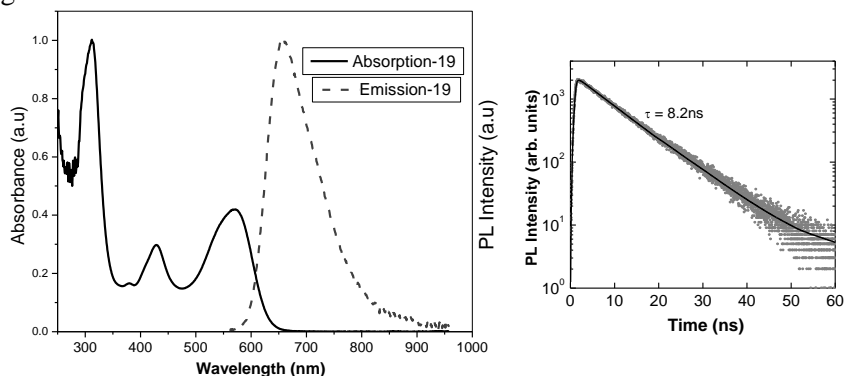 g
Absorbance (a.u)
1.0
0.8
0.6
0.4
0.2
0.0
Absorption-19
Emission-19
300 400 500 600 700 800 900 1000
Wavelength (nm)
PL Intensity (a.u)
PL Intensity (arb. units)
10³
10²
10¹
10⁰
τ = 8.2ns
0 10 20 30 40 50 60
Time (ns)